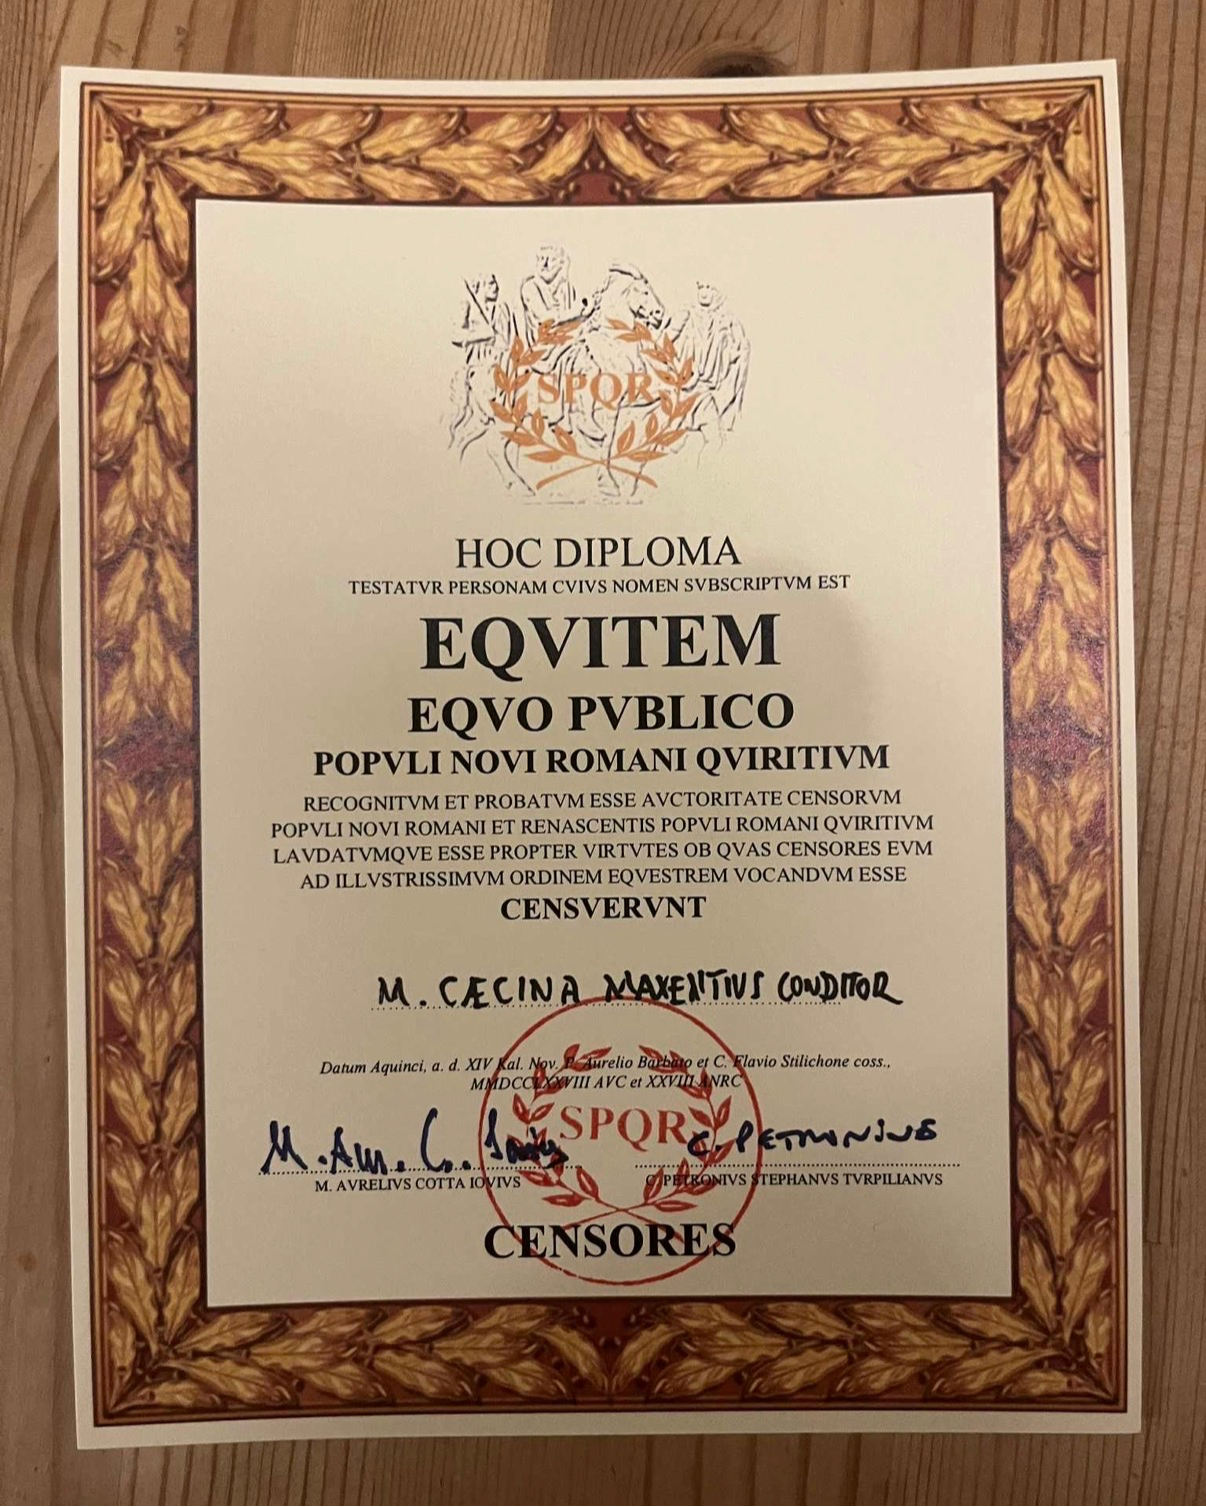 SPQR
HOC DIPLOMA
TESTATVR PERSONAM CVIVS NOMEN SVBSCRIPTVM EST
EQVITEM
EQVO PVBLICO
POPVLI NOVI ROMANI QVIRITIVM
RECOGNITVM ET PROBATVM ESSE AVCTORITATE CENSORVM
POPVLI NOVI ROMANI ET RENASCENTIS POPVLI ROMANI QVIRITIVM
LAVDATVMQVE ESSE PROPTER VIRTVTES OB QVAS CENSORES EVM
AD ILLVSTRISSIMVM ORDINEM EQVESTREM VOCANDVM ESSE
CENSVERVNT
M. CÆCINA MAXENTIUS CONDITOR
Datum Aquinci, a. d. XIV Kal. Nov. P. Aurelio Barbato et C. Flavio Stilichone coss.,
MMDCCLXXVIII AVC et XXVIII ANRC
SPQR
M. Aur. C. C. PETRONIUS
M. AVRELIVS COTTA IOVIVS C. PETRONIVS STEPHANVS TVRPILIANVS
CENSORES